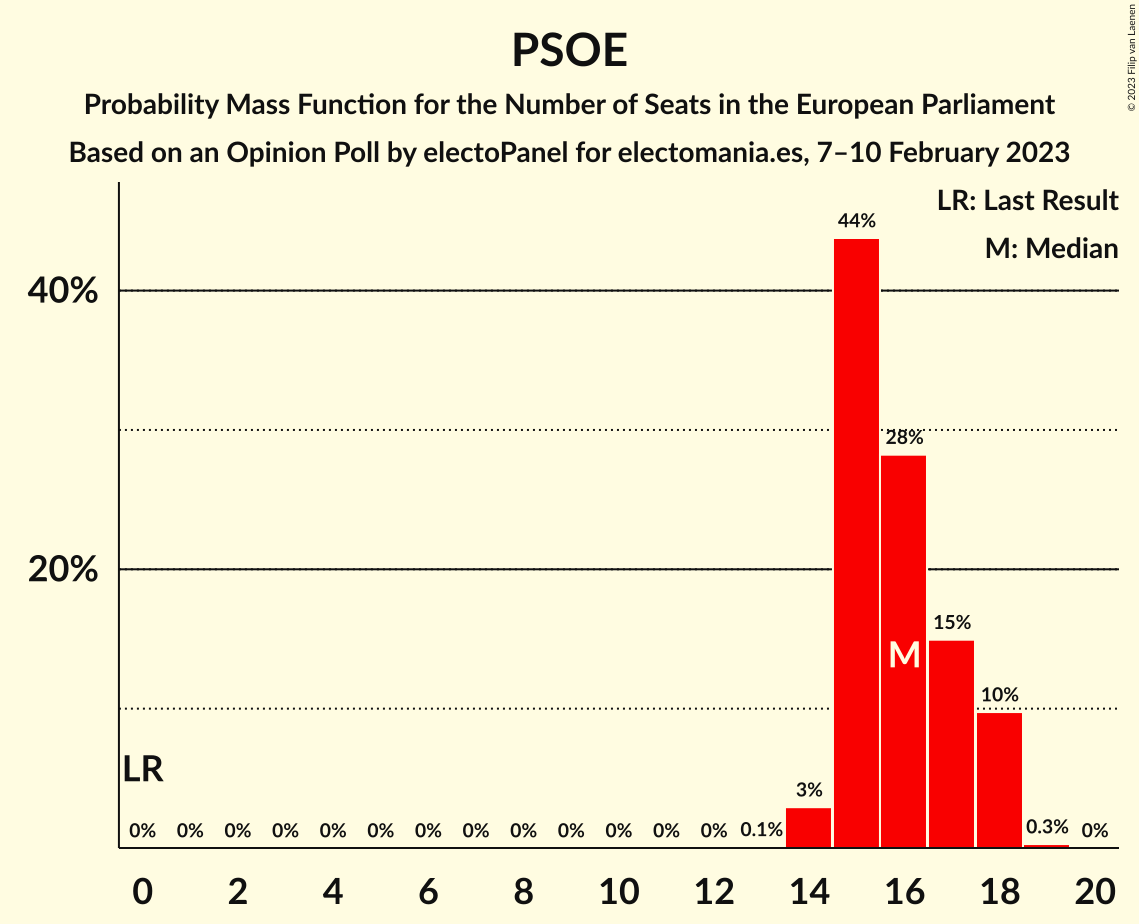 PSOE
Probability Mass Function for the Number of Seats in the European Parliament
Based on an Opinion Poll by electoPanel for electomania.es, 7–10 February 2023
© 2023 Filip van Laenen
LR: Last Result
M: Median
40%
20%
44%
28%
15%
10%
3%
M
LR
0% 0% 0% 0% 0% 0% 0% 0% 0% 0% 0% 0% 0% 0.1% 0.3% 0%
0 2 4 6 8 10 12 14 16 18 20